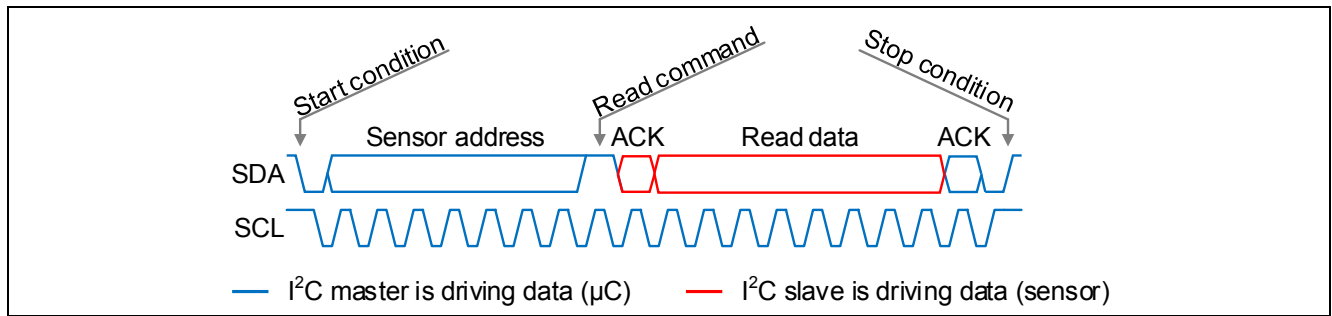 Start condition
Read command
Stop condition
Sensor address
ACK
Read data
ACK
SDA
SCL
I²C master is driving data (µC)
I²C slave is driving data (sensor)